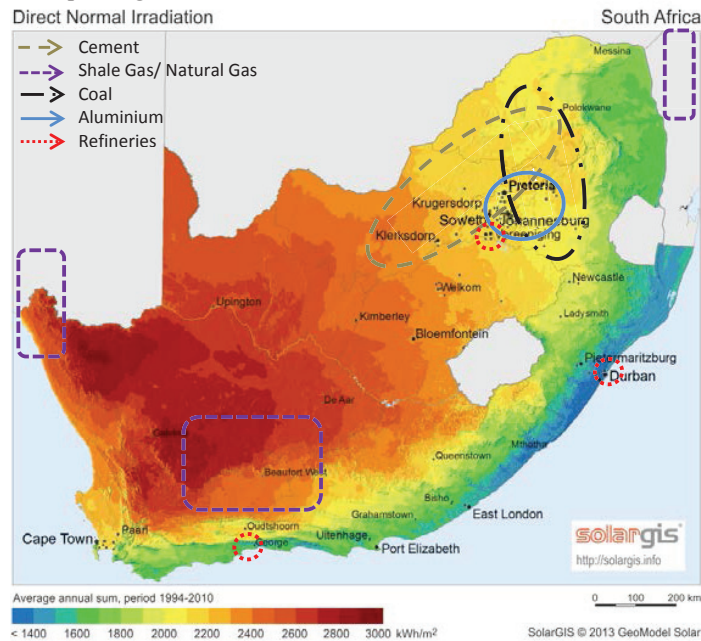 Direct Normal Irradiation South Africa
Cement
Shale Gas/ Natural Gas
Coal
Aluminium
Refineries
Messina
Polokwane
Pretoria
Krugersdorp
Soweto Johannesburg
Klerksdorp Vereeniging
Newcastle
Welkom
Upington
Ladysmith
Kimberley
Bloemfontein
Pietermaritzburg
Durban
De Aar
Mthatha
Queenstown
Beaufort West
Bisho
East London
Grahamstown
Oudtshoorn
Paarl
Cape Town
George
Uitenhage
Port Elizabeth
solargis
http://solargis.info
Average annual sum, period 1994-2010
0 100 200 km
< 1400 1600 1800 2000 2200 2400 2600 2800 3000 kWh/m²
SolarGIS © 2013 GeoModel Solar